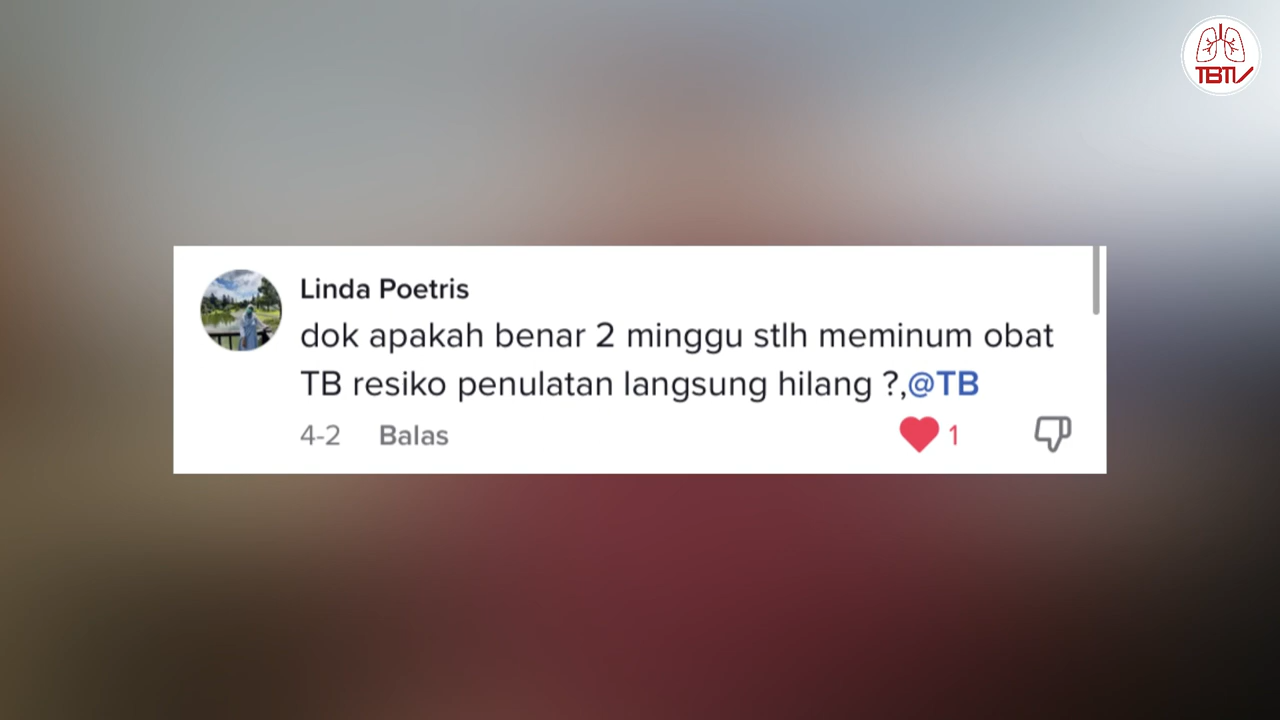 TBTV
Linda Poetris
dok apakah benar 2 minggu stlh meminum obat
TB resiko penulatan langsung hilang ?,@TB
4-2 Balas 1